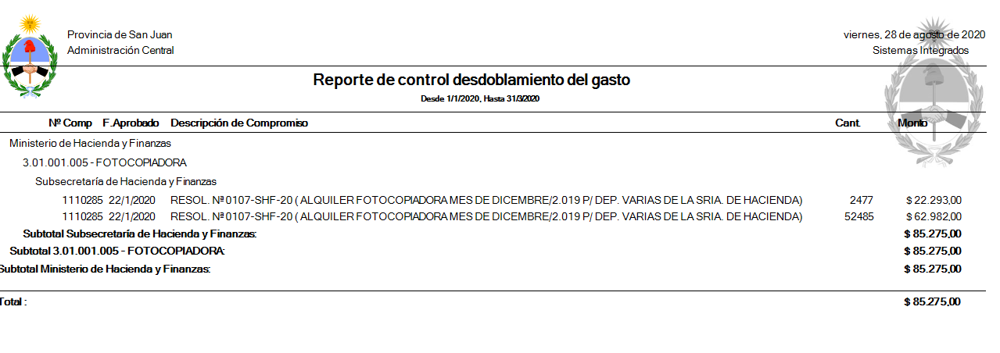 Provincia de San Juan viernes, 28 de agosto de 2020
Administración Central Sistemas Integrados
Reporte de control desdoblamiento del gasto
Desde 1/1/2020, Hasta 31/3/2020
Nº Comp F.Aprobado Descripción de Compromiso Cant. Monto
Ministerio de Hacienda y Finanzas
3.01.001.005 - FOTOCOPIADORA
Subsecretaría de Hacienda y Finanzas
1110285 22/1/2020 RESOL. Nª 0107-SHF-20 ( ALQUILER FOTOCOPIADORA MES DE DICEMBRE/2.019 P/ DEP. VARIAS DE LA SRIA. DE HACIENDA) 2477 $ 22.293,00
1110285 22/1/2020 RESOL. Nª 0107-SHF-20 ( ALQUILER FOTOCOPIADORA MES DE DICEMBRE/2.019 P/ DEP. VARIAS DE LA SRIA. DE HACIENDA) 52485 $ 62.982,00
Subtotal Subsecretaría de Hacienda y Finanzas: $ 85.275,00
Subtotal 3.01.001.005 - FOTOCOPIADORA: $ 85.275,00
Subtotal Ministerio de Hacienda y Finanzas: $ 85.275,00
Total : $ 85.275,00